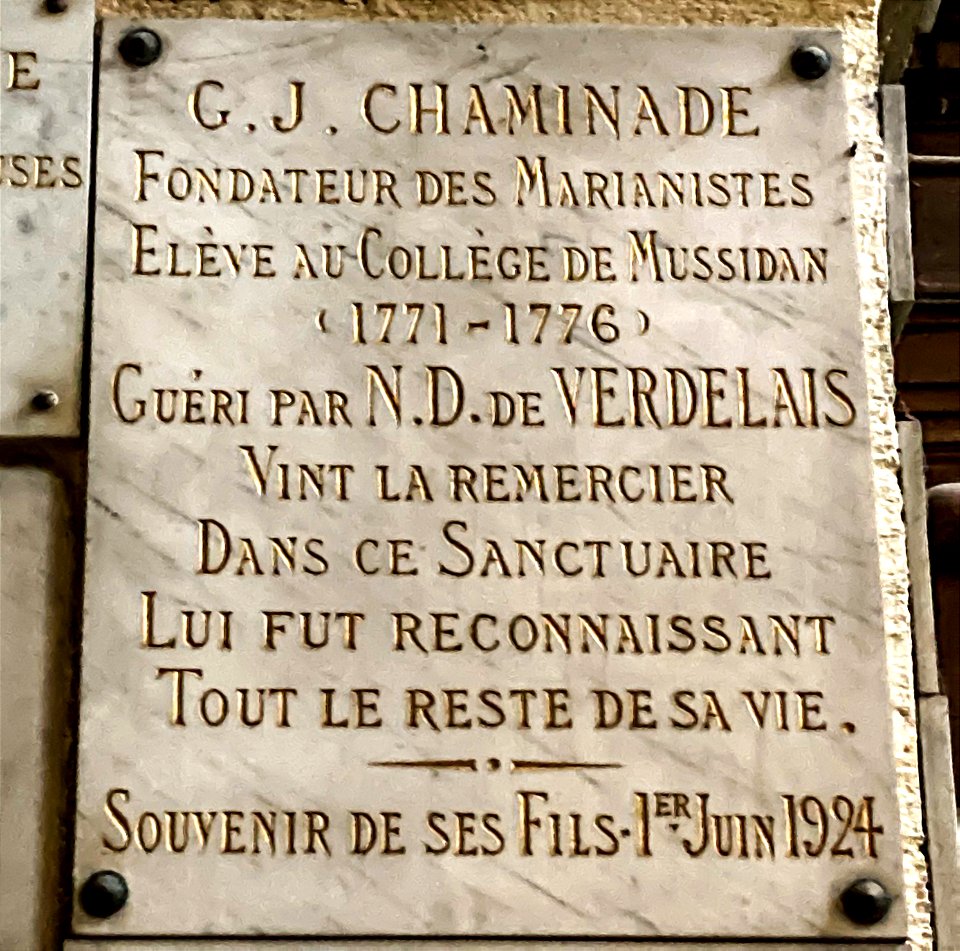 E
USES
G. J. CHAMINADE
FONDATEUR DES MARIANISTES
ELÈVE AU COLLÈGE DE MUSSIDAN
(1771-1776)
GUÉRI PAR N.D. DE VERDELAIS
VINT LA REMERCIER
DANS CE SANCTUAIRE
LUI FUT RECONNAISSANT
TOUT LE RESTE DE SA VIE.
SOUVENIR DE SES FILS · 1ER JUIN 1924